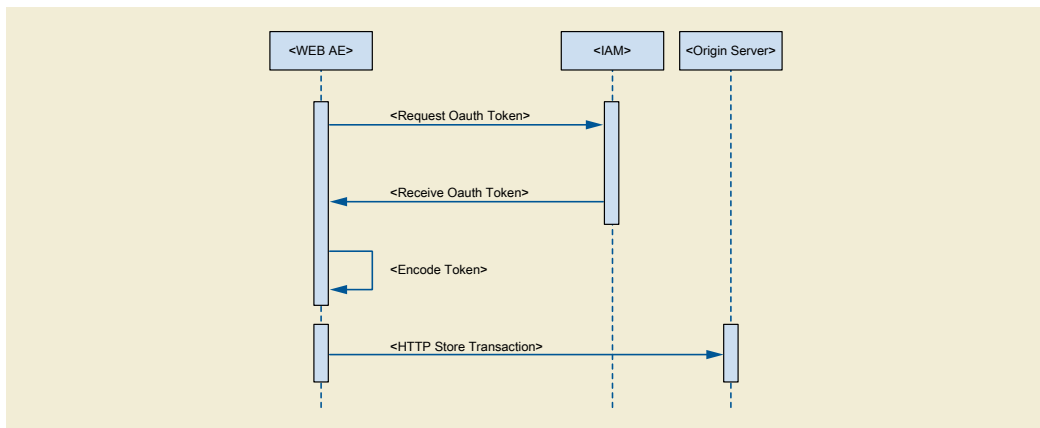 <WEB AE>
<IAM>
<Origin Server>
<Request Oauth Token>
<Receive Oauth Token>
<Encode Token>
<HTTP Store Transaction>